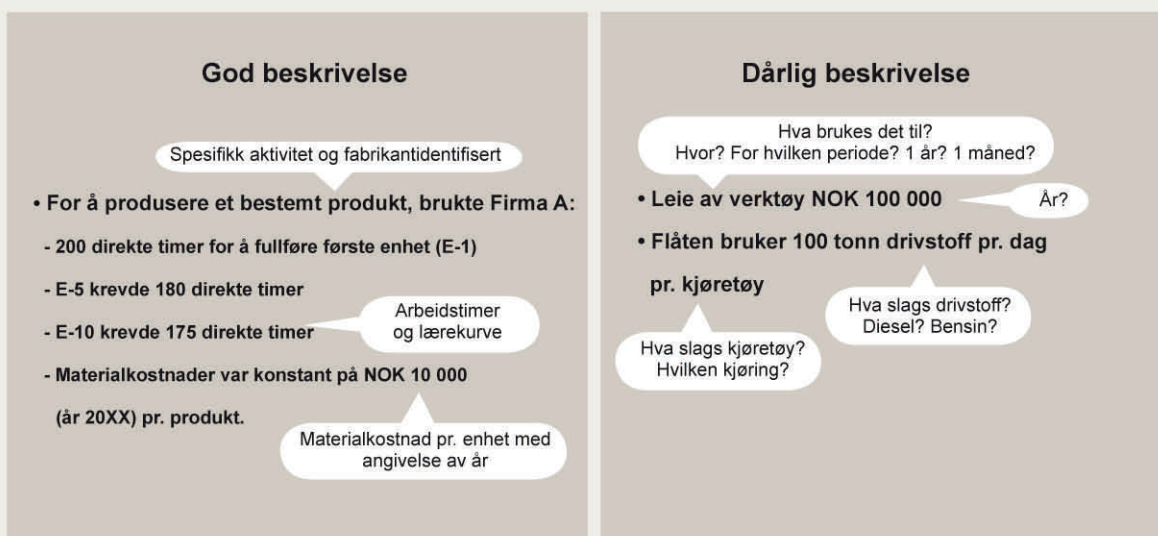 God beskrivelse
Spesifikk aktivitet og fabrikantidentifisert
• For å produsere et bestemt produkt, brukte Firma A:
- 200 direkte timer for å fullføre første enhet (E-1)
- E-5 krevde 180 direkte timer
- E-10 krevde 175 direkte timer
Arbeidstimer
og lærekurve
- Materialkostnader var konstant på NOK 10 000
(år 20XX) pr. produkt.
Materialkostnad pr. enhet med
angivelse av år
Dårlig beskrivelse
Hva brukes det til?
Hvor? For hvilken periode? 1 år? 1 måned?
• Leie av verktøy NOK 100 000
År?
• Flåten bruker 100 tonn drivstoff pr. dag
pr. kjøretøy
Hva slags drivstoff?
Diesel? Bensin?
Hva slags kjøretøy?
Hvilken kjøring?